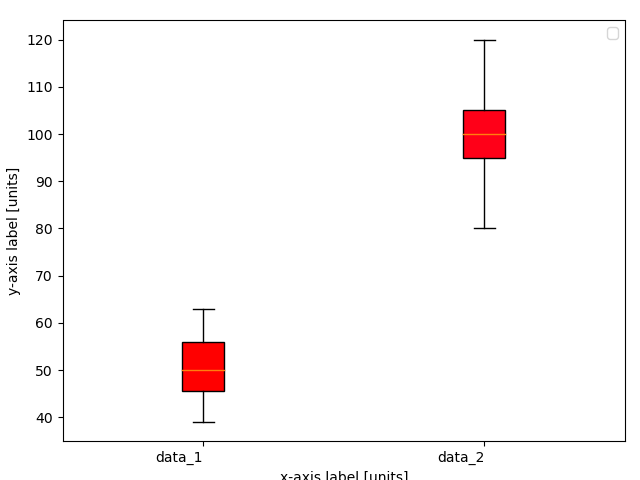 120
110
100
90
80
70
60
50
40
y-axis label [units]
data_1
data_2
x-axis label [units]